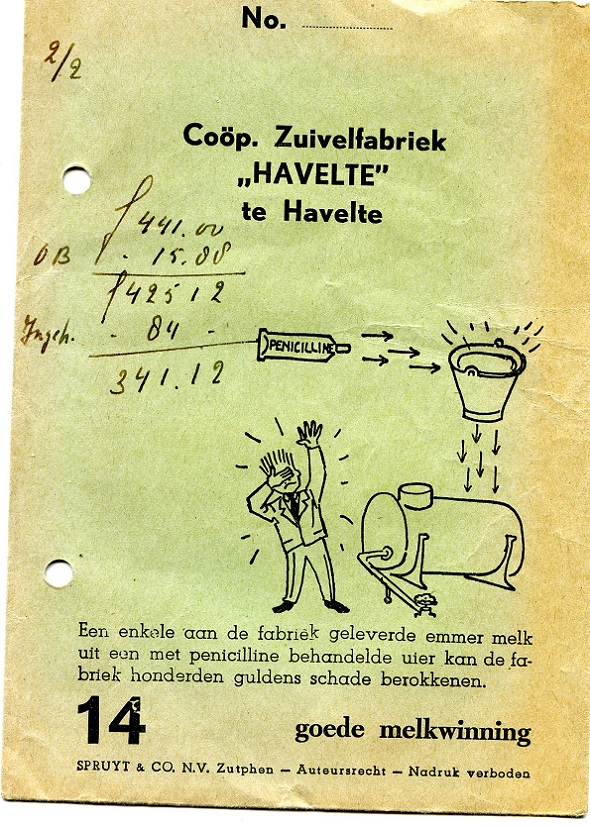 No. ..............
2/2
Coöp. Zuivelfabriek
„HAVELTE”
te Havelte
f 441.00
OB . 15.88
f 425 12
Ingeh. . 84 -
341.12
PENICILLINE
Een enkele aan de fabriek geleverde emmer melk
uit een met penicilline behandelde uier kan de fa-
briek honderden guldens schade berokkenen.
14
goede melkwinning
SPRUYT & CO. N.V. Zutphen — Auteursrecht — Nadruk verboden